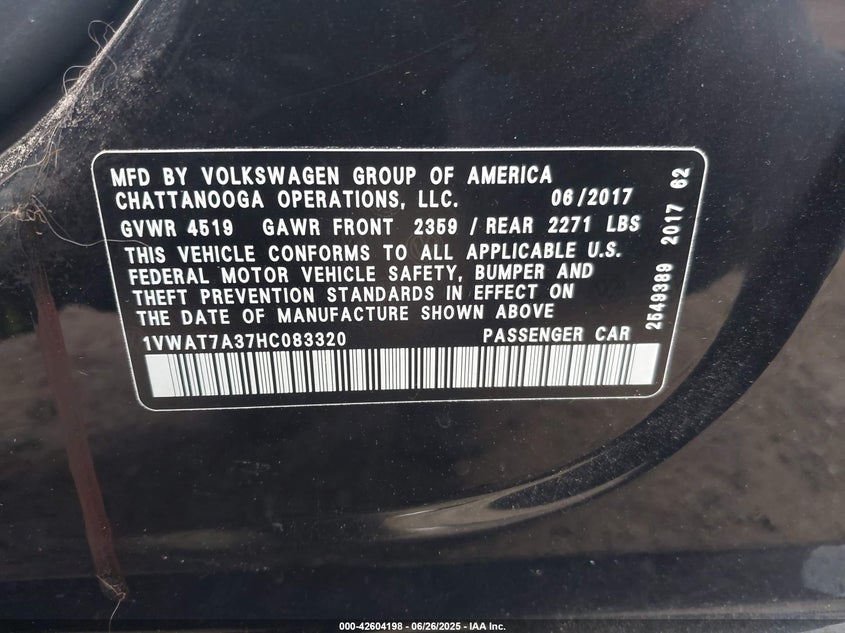 MFD BY VOLKSWAGEN GROUP OF AMERICA
CHATTANOOGA OPERATIONS, LLC. 06/2017
GVWR 4519 GAWR FRONT 2359 / REAR 2271 LBS
THIS VEHICLE CONFORMS TO ALL APPLICABLE U.S.
FEDERAL MOTOR VEHICLE SAFETY, BUMPER AND
THEFT PREVENTION STANDARDS IN EFFECT ON
THE DATE OF MANUFACTURE SHOWN ABOVE
1VWAT7A37HC083320 PASSENGER CAR
2549389 2017 62
000-42604198 - 06/26/2025 - IAA Inc.